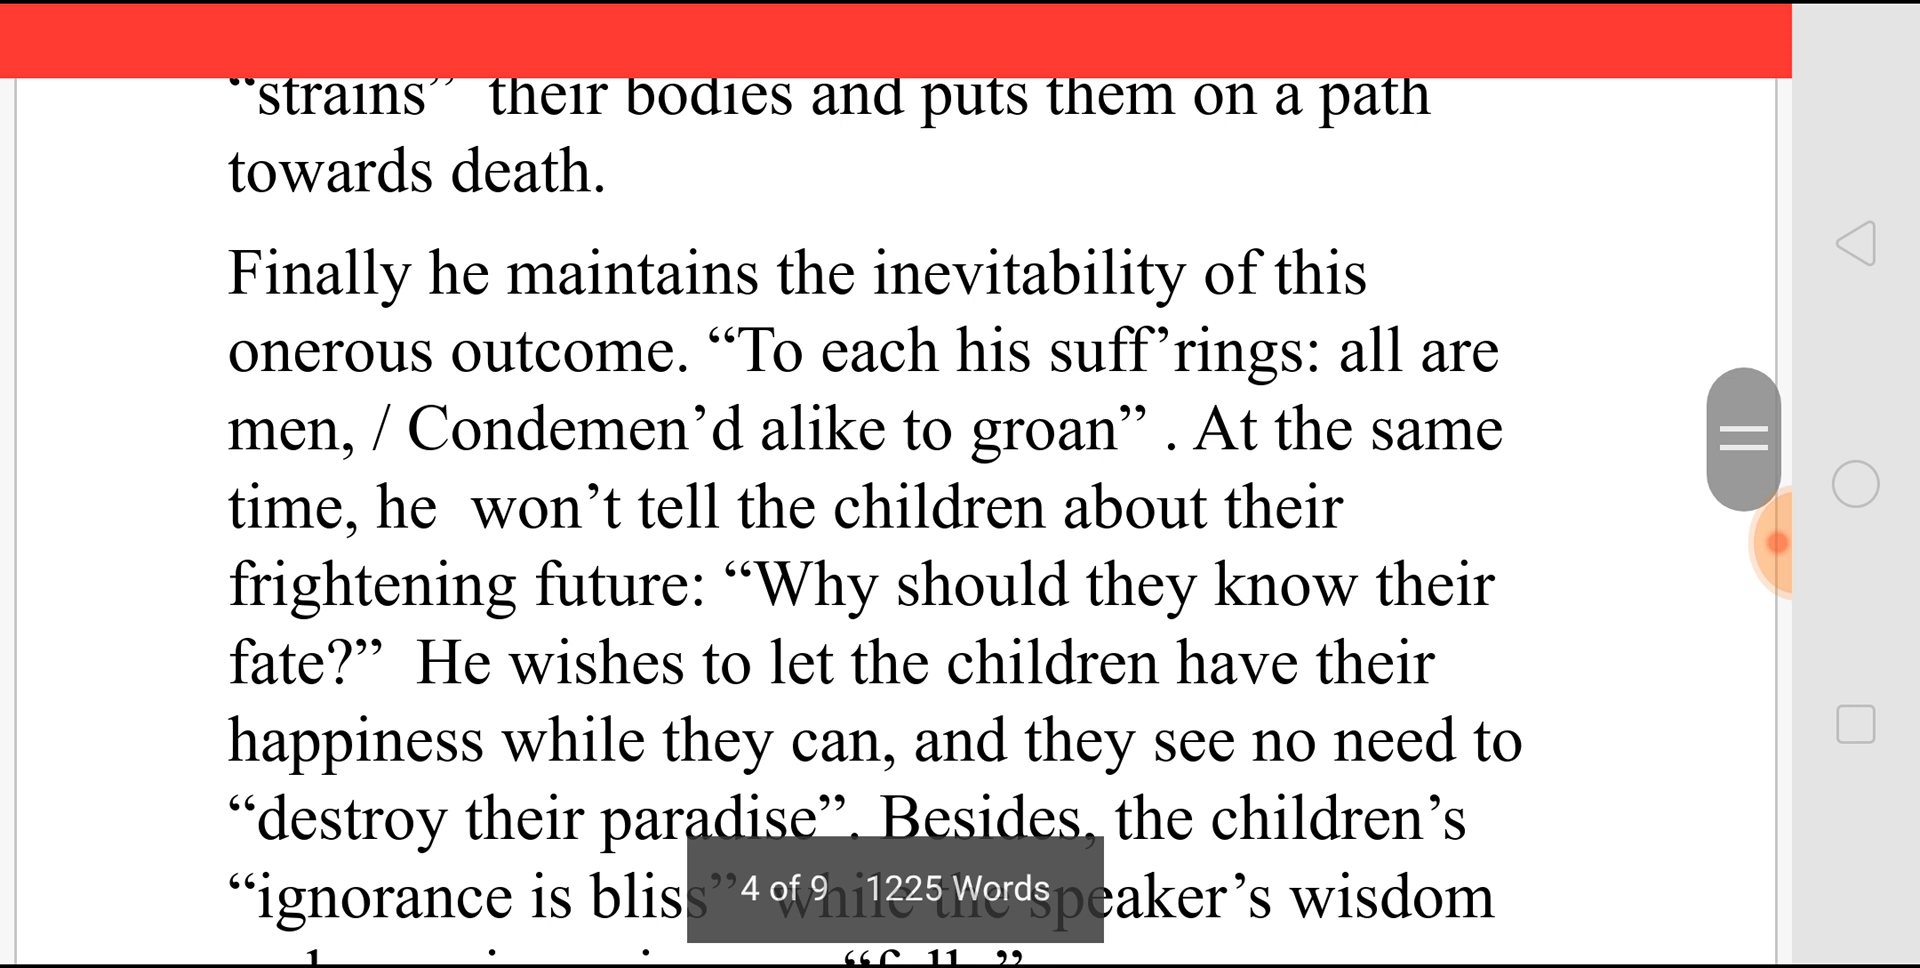 “strains” their bodies and puts them on a path
towards death.
Finally he maintains the inevitability of this
onerous outcome. “To each his suff’rings: all are
men, / Condemen’d alike to groan” . At the same
time, he won’t tell the children about their
frightening future: “Why should they know their
fate?” He wishes to let the children have their
happiness while they can, and they see no need to
“destroy their paradise”. Besides, the children’s
“ignorance is bliss” while the speaker’s wisdom
4 of 9 1225 Words